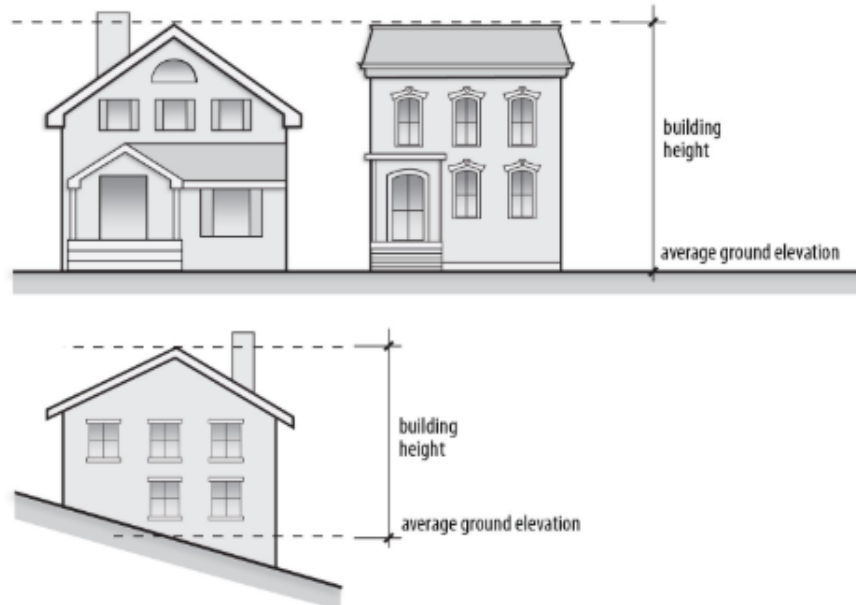 building
height
average ground elevation
building
height
average ground elevation